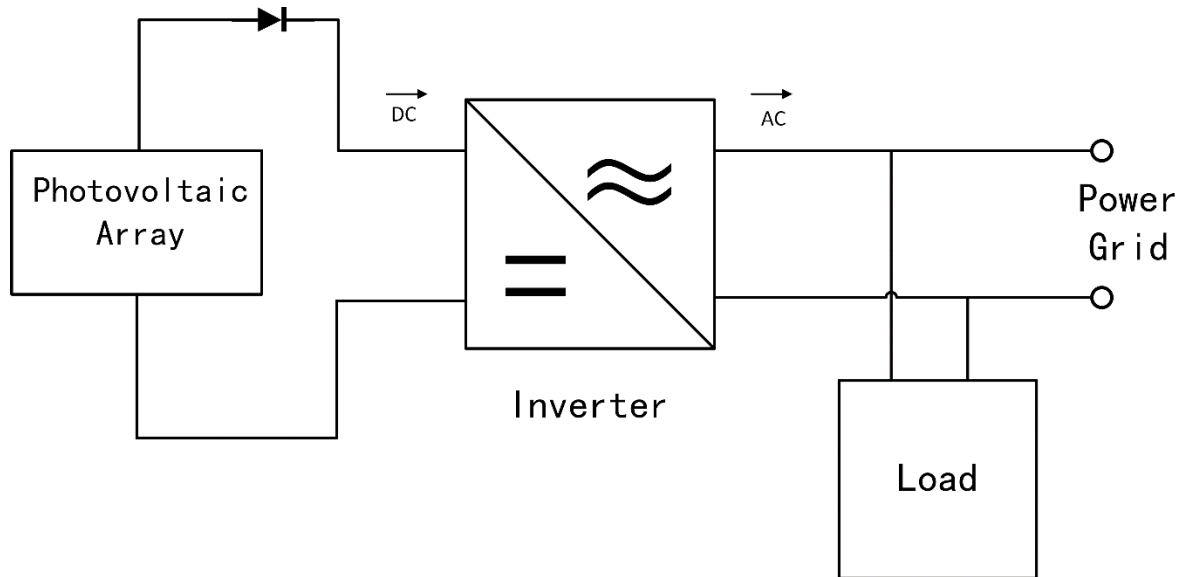 DC
AC
Photovoltaic
Array
Power
Grid
Inverter
Load